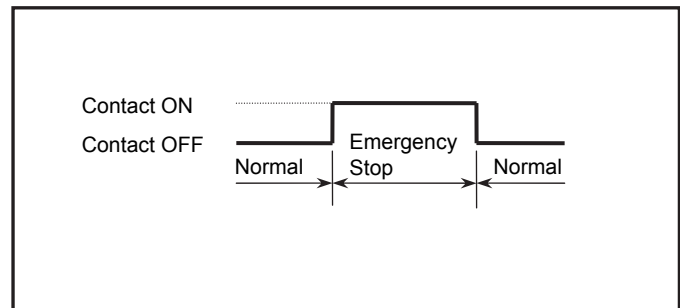 Contact ON
Contact OFF
Emergency
Stop
Normal
Normal